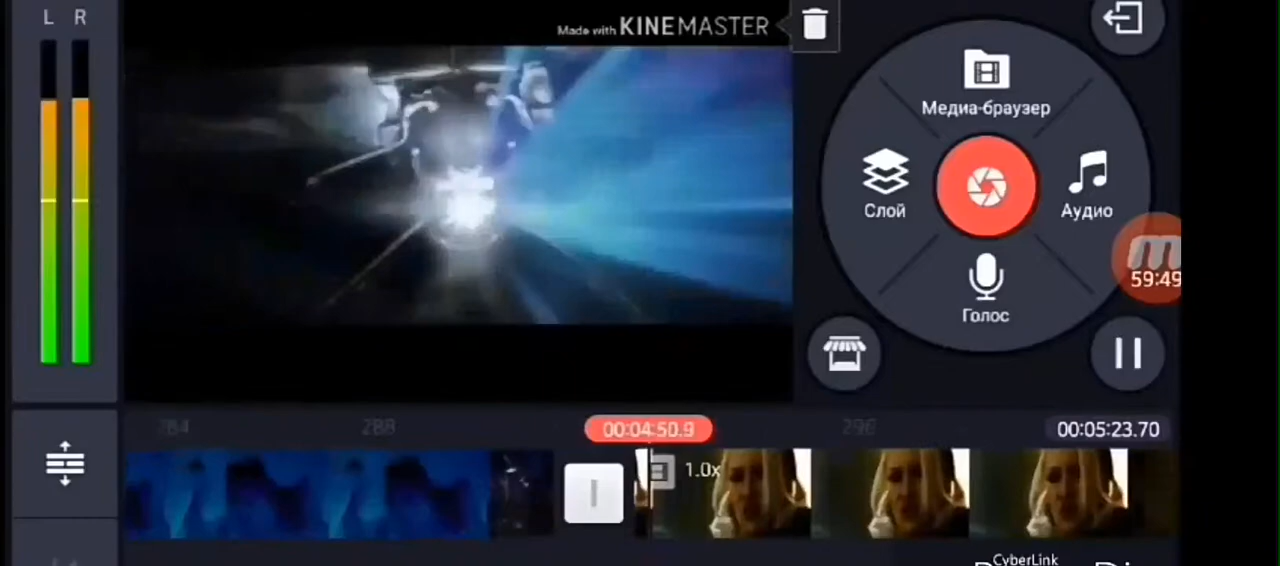 L R
Made with KINEMASTER
Медиа-браузер
Слой
Аудио
59:49
Голос
284
288
00:04:50.9
296
00:05:23.70
1.0x
CyberLink